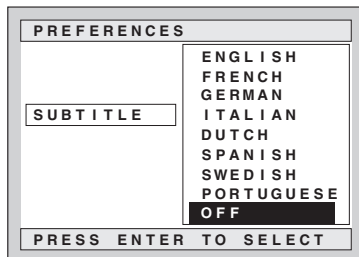 PREFERENCES
SUBTITLE
ENGLISH
FRENCH
GERMAN
ITALIAN
DUTCH
SPANISH
SWEDISH
PORTUGUESE
OFF
PRESS ENTER TO SELECT